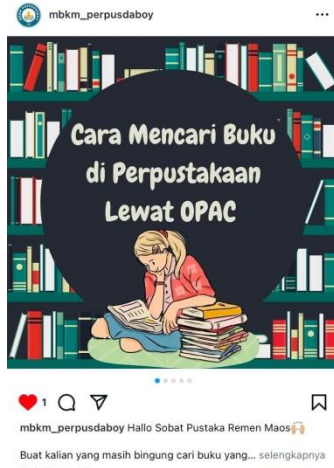 mbkm_perpusdaboy
Cara Mencari Buku
di Perpustakaan
Lewat OPAC
1
mbkm_perpusdaboy Hallo Sobat Pustaka Remen Maos🙌🏻
Buat kalian yang masih bingung cari buku yang... selengkapnya